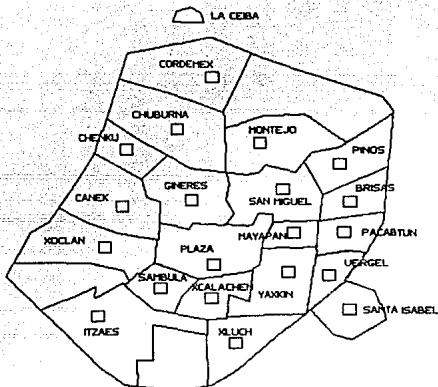 LA CEIBA
CORDEMEX
CHUBURNA
MONTEJO
CHENKU
PINOS
GINERES
CANEX
SAN MIGUEL
BRISAS
MAYAPAN
PACABTUN
XOCLAN
PLAZA
VERGEL
SAMBULA
XCALACHEN
YAXKIN
SANTA ISABEL
ITZAES
XLUCH